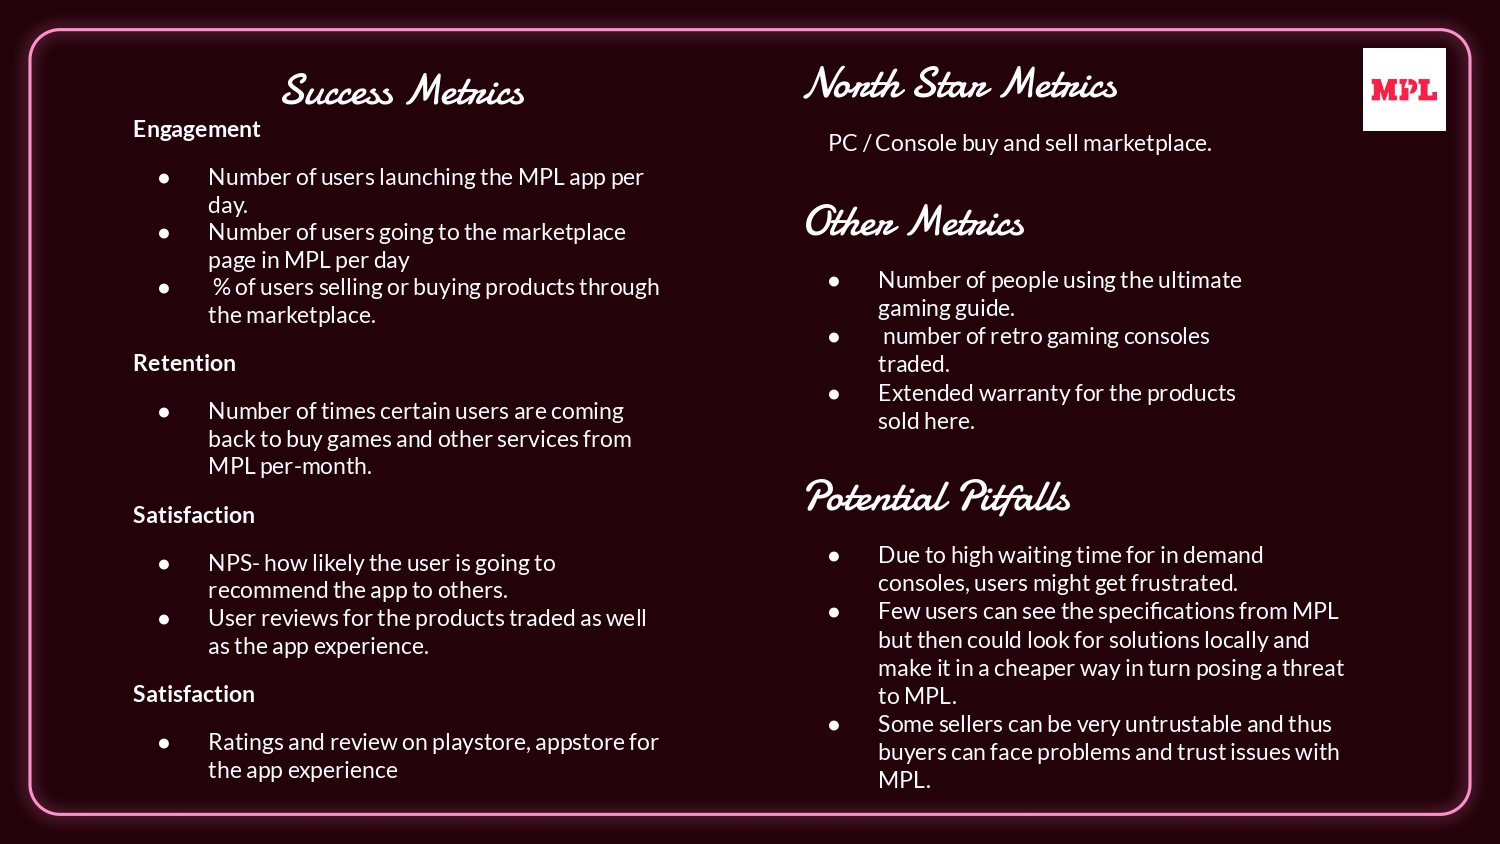 Success Metrics
Engagement
● Number of users launching the MPL app per
day.
● Number of users going to the marketplace
page in MPL per day
● % of users selling or buying products through
the marketplace.
Retention
● Number of times certain users are coming
back to buy games and other services from
MPL per-month.
Satisfaction
● NPS- how likely the user is going to
recommend the app to others.
● User reviews for the products traded as well
as the app experience.
Satisfaction
● Ratings and review on playstore, appstore for
the app experience
North Star Metrics
PC / Console buy and sell marketplace.
Other Metrics
● Number of people using the ultimate
gaming guide.
● number of retro gaming consoles
traded.
● Extended warranty for the products
sold here.
Potential Pitfalls
● Due to high waiting time for in demand
consoles, users might get frustrated.
● Few users can see the specifications from MPL
but then could look for solutions locally and
make it in a cheaper way in turn posing a threat
to MPL.
● Some sellers can be very untrustable and thus
buyers can face problems and trust issues with
MPL.
MPL